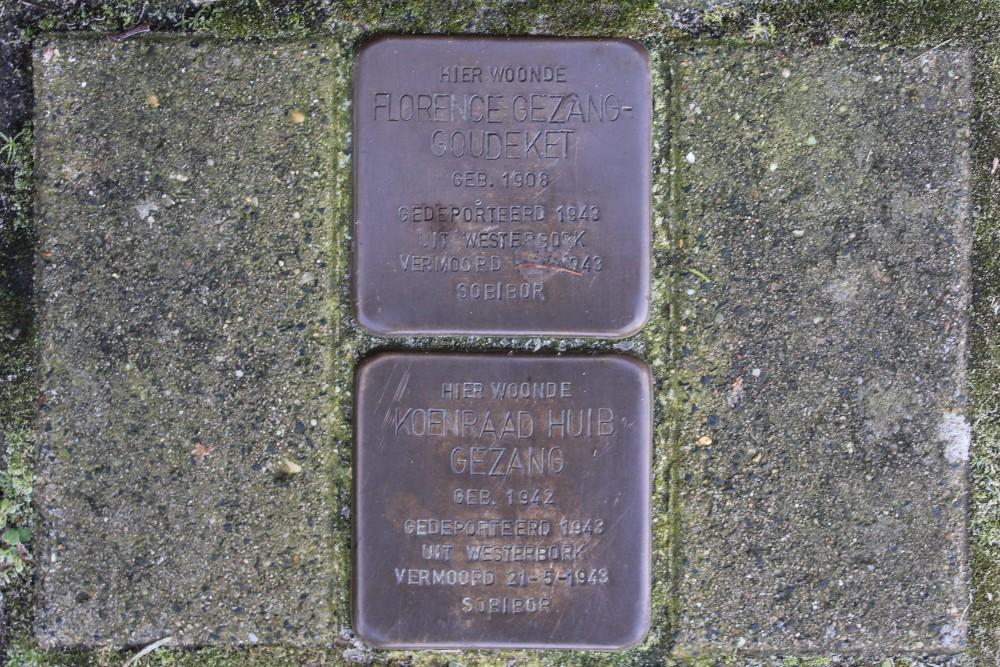 HIER WOONDE
FLORENCE GEZANG-
GOUDEKET
GEB. 1908
GEDEPORTEERD 1943
UIT WESTERBORK
VERMOORD 1943
SOBIBOR
HIER WOONDE
KOENRAAD HUIB
GEZANG
GEB. 1942
GEDEPORTEERD 1943
UIT WESTERBORK
VERMOORD 21-5-1943
SOBIBOR